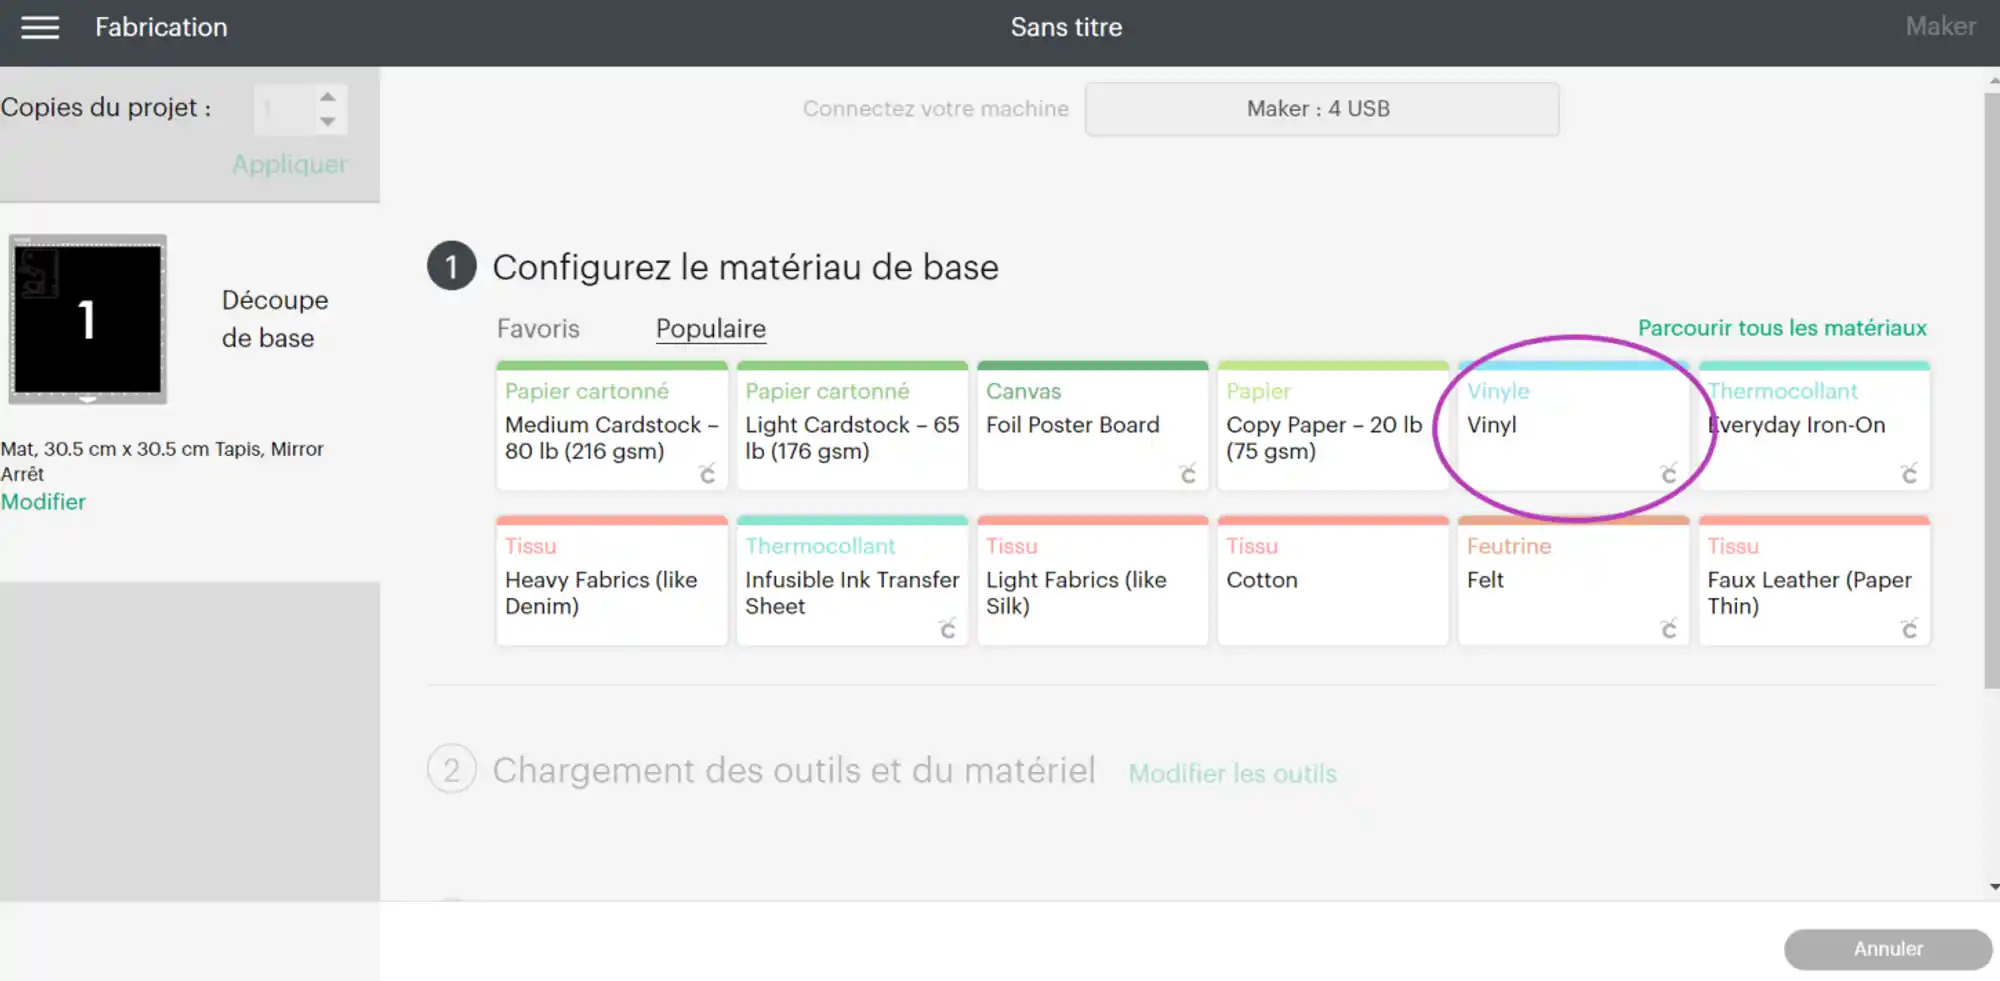 Fabrication
Sans titre
Maker
Copies du projet :
1
Appliquer
Connectez votre machine
Maker : 4 USB
1
Découpe
de base
Mat, 30.5 cm x 30.5 cm Tapis, Mirror
Arrêt
Modifier
1 Configurez le matériau de base
Favoris
Populaire
Parcourir tous les matériaux
Papier cartonné
Medium Cardstock –
80 lb (216 gsm)
Papier cartonné
Light Cardstock – 65
lb (176 gsm)
Canvas
Foil Poster Board
Papier
Copy Paper – 20 lb
(75 gsm)
Vinyle
Vinyl
Thermocollant
Everyday Iron-On
Tissu
Heavy Fabrics (like
Denim)
Thermocollant
Infusible Ink Transfer
Sheet
Tissu
Light Fabrics (like
Silk)
Tissu
Cotton
Feutrine
Felt
Tissu
Faux Leather (Paper
Thin)
2 Chargement des outils et du matériel
Modifier les outils
Annuler